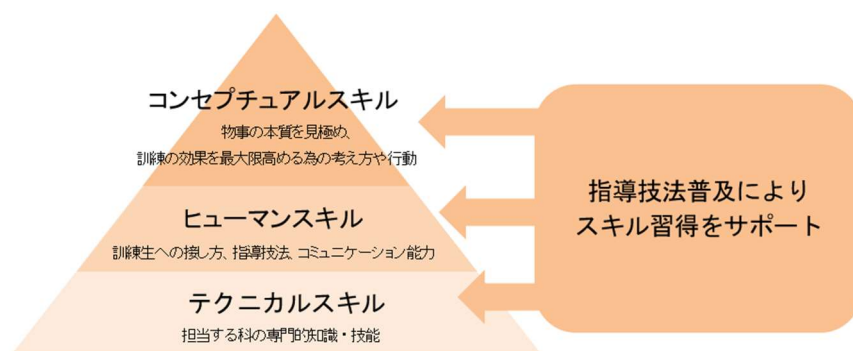 コンセプチュアルスキル
物事の本質を見極め、
訓練の効果を最大限高める為の考え方や行動
ヒューマンスキル
訓練生への接し方、指導技法、コミュニケーション能力
テクニカルスキル
担当する科の専門的知識・技能
指導技法普及により
スキル習得をサポート